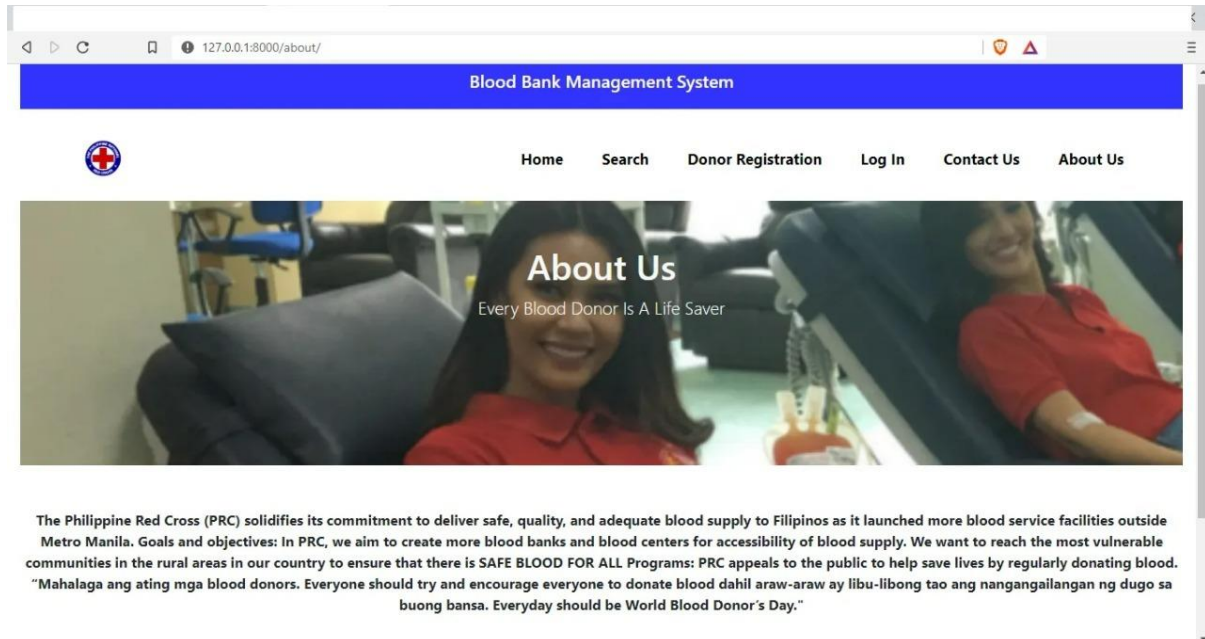 127.0.0.1:8000/about/
Blood Bank Management System
Home Search Donor Registration Log In Contact Us About Us
About Us
Every Blood Donor Is A Life Saver
The Philippine Red Cross (PRC) solidifies its commitment to deliver safe, quality, and adequate blood supply to Filipinos as it launched more blood service facilities outside
Metro Manila. Goals and objectives: In PRC, we aim to create more blood banks and blood centers for accessibility of blood supply. We want to reach the most vulnerable
communities in the rural areas in our country to ensure that there is SAFE BLOOD FOR ALL Programs: PRC appeals to the public to help save lives by regularly donating blood.
“Mahalaga ang ating mga blood donors. Everyone should try and encourage everyone to donate blood dahil araw-araw ay libu-libong tao ang nangangailangan ng dugo sa
buong bansa. Everyday should be World Blood Donor´s Day."